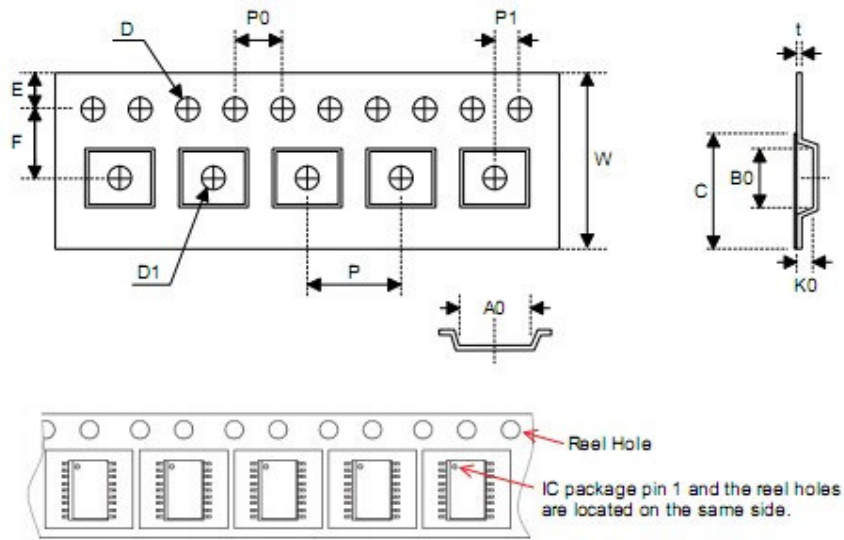 P0
P1
D
t
E
F
W
C
B0
D1
P
K0
A0
Reel Hole
IC package pin 1 and the reel holes
are located on the same side.